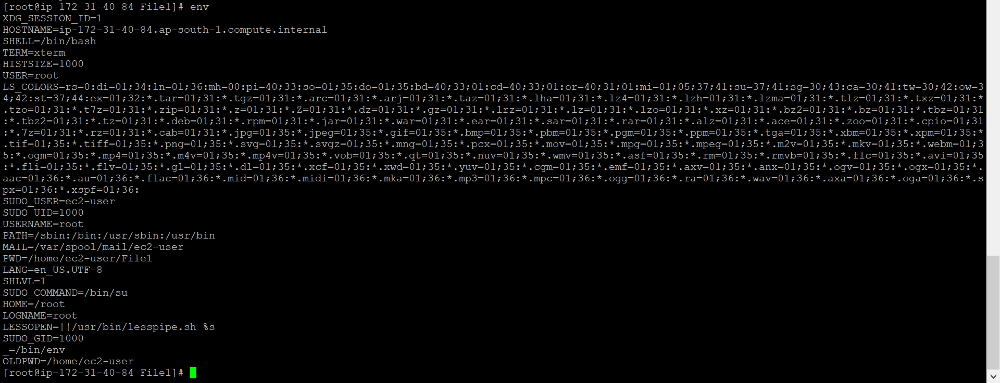 [root@ip-172-31-40-84 File1]# env
XDG_SESSION_ID=1
HOSTNAME=ip-172-31-40-84.ap-south-1.compute.internal
SHELL=/bin/bash
TERM=xterm
HISTSIZE=1000
USER=root
LS_COLORS=rs=0:di=01;34:ln=01;36:mh=00:pi=40;33:so=01;35:do=01;35:bd=40;33;01:cd=40;33;01:or=40;31;01:mi=01;05;37;41:su=37;41:sg=30;43:ca=30;41:tw=30;42:ow=3
4;42:st=37;44:ex=01;32:*.tar=01;31:*.tgz=01;31:*.arc=01;31:*.arj=01;31:*.taz=01;31:*.lha=01;31:*.lz4=01;31:*.lzh=01;31:*.lzma=01;31:*.tlz=01;31:*.txz=01;31:*
.tzo=01;31:*.t7z=01;31:*.zip=01;31:*.z=01;31:*.Z=01;31:*.dz=01;31:*.gz=01;31:*.lrz=01;31:*.lz=01;31:*.lzo=01;31:*.xz=01;31:*.bz2=01;31:*.bz=01;31:*.tbz=01;31
:*.tbz2=01;31:*.tz=01;31:*.deb=01;31:*.rpm=01;31:*.jar=01;31:*.war=01;31:*.ear=01;31:*.sar=01;31:*.rar=01;31:*.alz=01;31:*.ace=01;31:*.zoo=01;31:*.cpio=01;31
:*.7z=01;31:*.rz=01;31:*.cab=01;31:*.jpg=01;35:*.jpeg=01;35:*.gif=01;35:*.bmp=01;35:*.pbm=01;35:*.pgm=01;35:*.ppm=01;35:*.tga=01;35:*.xbm=01;35:*.xpm=01;35:*
.tif=01;35:*.tiff=01;35:*.png=01;35:*.svg=01;35:*.svgz=01;35:*.mng=01;35:*.pcx=01;35:*.mov=01;35:*.mpg=01;35:*.mpeg=01;35:*.m2v=01;35:*.mkv=01;35:*.webm=01;3
5:*.ogm=01;35:*.mp4=01;35:*.m4v=01;35:*.mp4v=01;35:*.vob=01;35:*.qt=01;35:*.nuv=01;35:*.wmv=01;35:*.asf=01;35:*.rm=01;35:*.rmvb=01;35:*.flc=01;35:*.avi=01;35
:*.fli=01;35:*.flv=01;35:*.gl=01;35:*.dl=01;35:*.xcf=01;35:*.xwd=01;35:*.yuv=01;35:*.cgm=01;35:*.emf=01;35:*.axv=01;35:*.anx=01;35:*.ogv=01;35:*.ogx=01;35:*.
aac=01;36:*.au=01;36:*.flac=01;36:*.mid=01;36:*.midi=01;36:*.mka=01;36:*.mp3=01;36:*.mpc=01;36:*.ogg=01;36:*.ra=01;36:*.wav=01;36:*.axa=01;36:*.oga=01;36:*.s
px=01;36:*.xspf=01;36:
SUDO_USER=ec2-user
SUDO_UID=1000
USERNAME=root
PATH=/sbin:/bin:/usr/sbin:/usr/bin
MAIL=/var/spool/mail/ec2-user
PWD=/home/ec2-user/File1
LANG=en_US.UTF-8
SHLVL=1
SUDO_COMMAND=/bin/su
HOME=/root
LOGNAME=root
LESSOPEN=||/usr/bin/lesspipe.sh %s
SUDO_GID=1000
_=/bin/env
OLDPWD=/home/ec2-user
[root@ip-172-31-40-84 File1]#